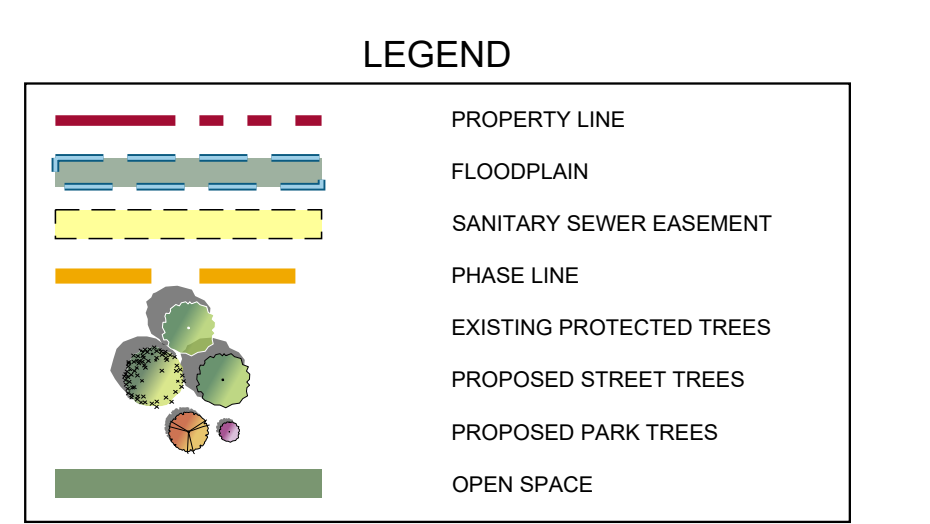 LEGEND
PROPERTY LINE
FLOODPLAIN
SANITARY SEWER EASEMENT
PHASE LINE
EXISTING PROTECTED TREES
PROPOSED STREET TREES
PROPOSED PARK TREES
OPEN SPACE